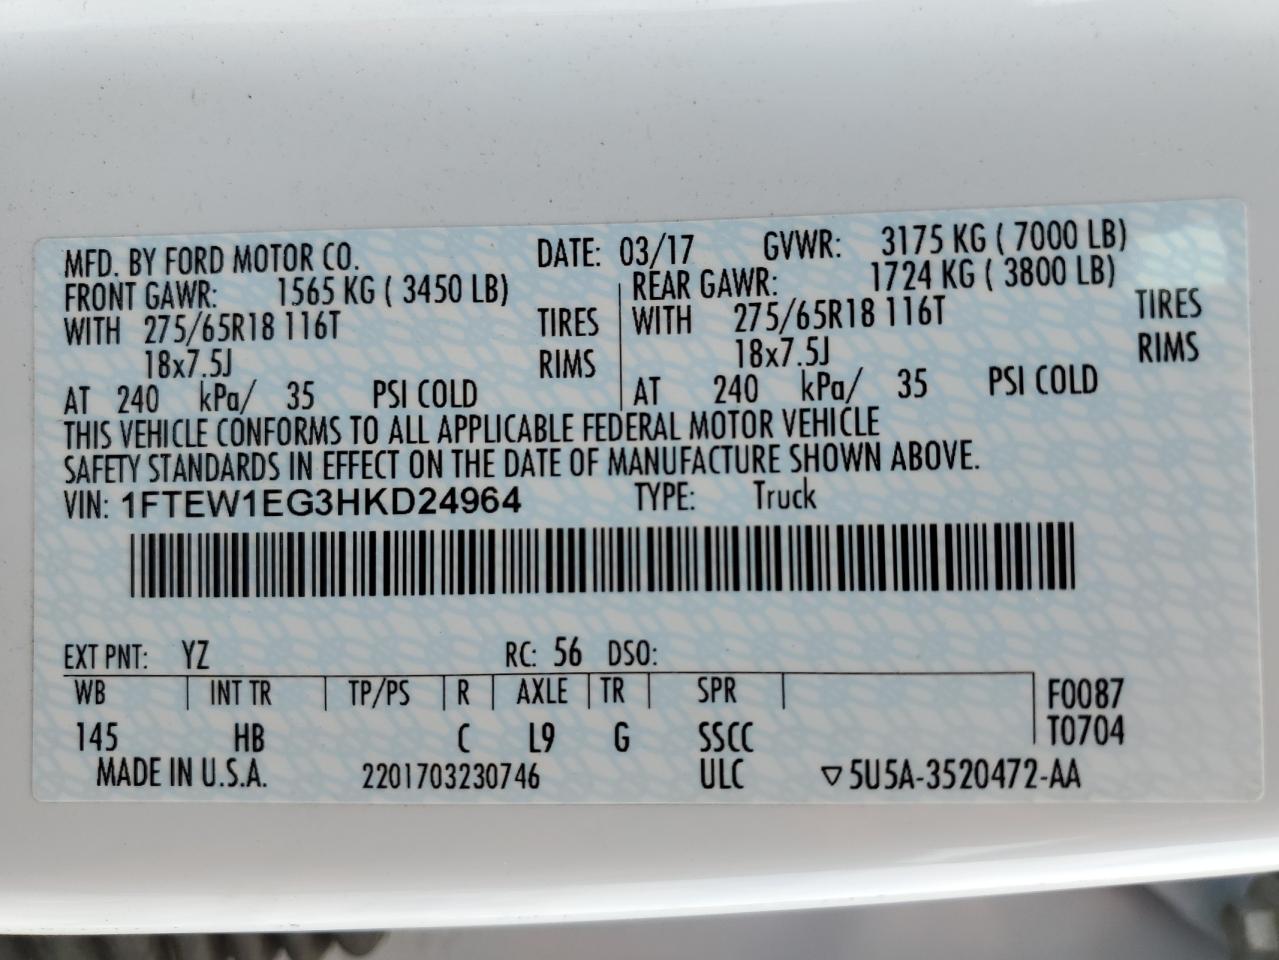 MFD. BY FORD MOTOR CO. DATE: 03/17 GVWR: 3175 KG ( 7000 LB)
FRONT GAWR: 1565 KG ( 3450 LB) REAR GAWR: 1724 KG ( 3800 LB)
WITH 275/65R18 116T TIRES WITH 275/65R18 116T TIRES
18x7.5J RIMS 18x7.5J RIMS
AT 240 kPa/ 35 PSI COLD AT 240 kPa/ 35 PSI COLD
THIS VEHICLE CONFORMS TO ALL APPLICABLE FEDERAL MOTOR VEHICLE
SAFETY STANDARDS IN EFFECT ON THE DATE OF MANUFACTURE SHOWN ABOVE.
VIN: 1FTEW1EG3HKD24964 TYPE: Truck
EXT PNT: YZ RC: 56 DSO:
WB INT TR TP/PS R AXLE TR SPR F0087
145 HB C L9 G SSCC T0704
MADE IN U.S.A. 2201703230746 ULC ▽5U5A-3520472-AA